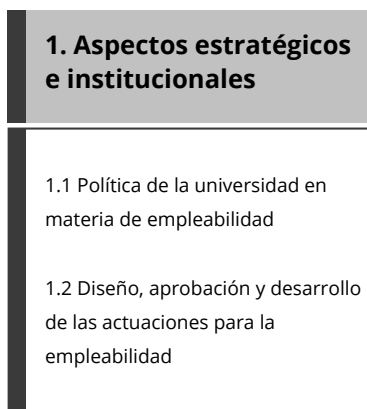 1. Aspectos estratégicos
e institucionales
1.1 Política de la universidad en
materia de empleabilidad
1.2 Diseño, aprobación y desarrollo
de las actuaciones para la
empleabilidad